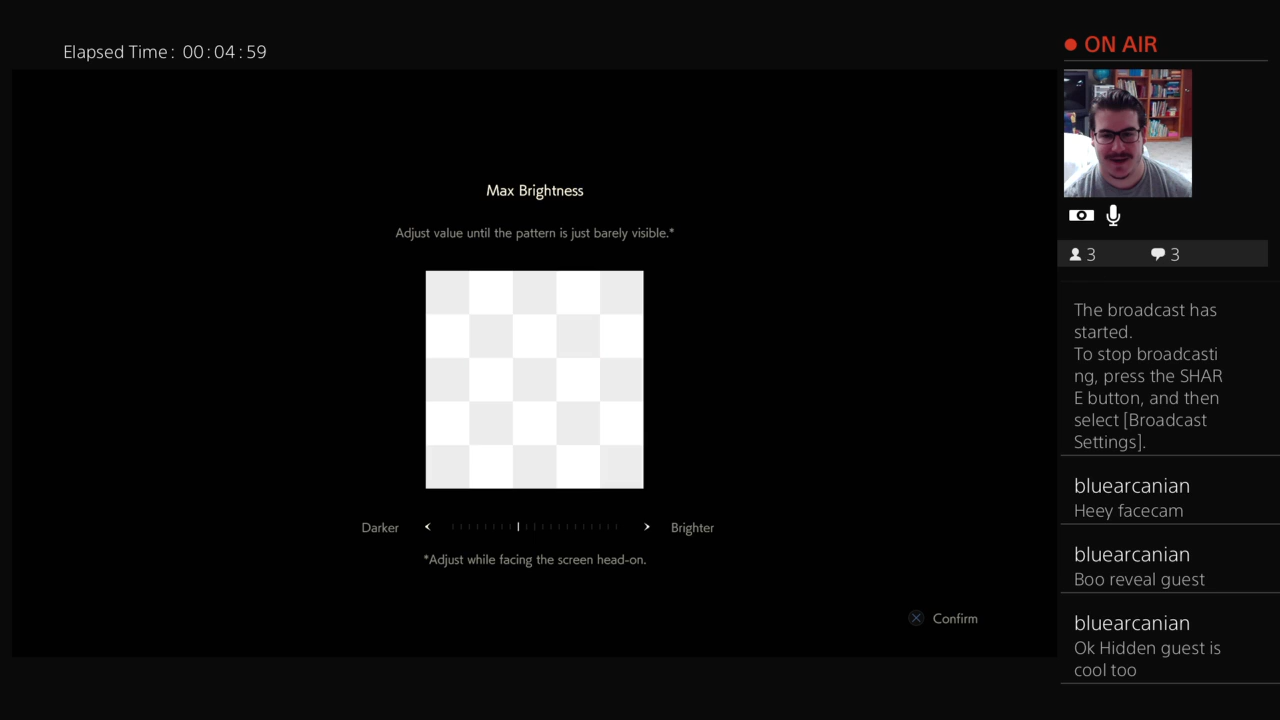 Elapsed Time: 00:04:59
ON AIR
Max Brightness
Adjust value until the pattern is just barely visible.*
Darker
Brighter
*Adjust while facing the screen head-on.
Confirm
3 3
The broadcast has
started.
To stop broadcasti
ng, press the SHAR
E button, and then
select [Broadcast
Settings].
bluearcanian
Heey facecam
bluearcanian
Boo reveal guest
bluearcanian
Ok Hidden guest is
cool too